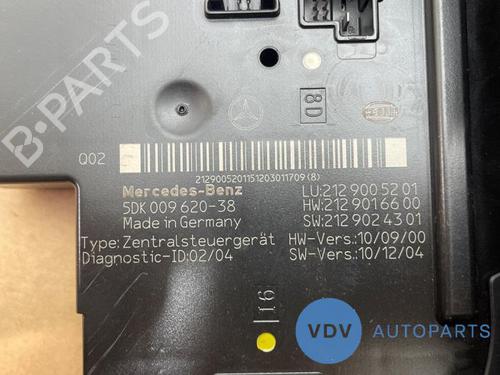 B-PARTS
8D
HELLA
Q02
2129005201151203011709(8)
Mercedes-Benz
5DK 009 620-38
Made in Germany
Type: Zentralsteuergerät
Diagnostic-ID:02/04
LU:212 900 52 01
HW:212 901 66 00
SW:212 902 43 01
HW-Vers.:10/09/00
SW-Vers.:10/12/04
16
VDV AUTOPARTS